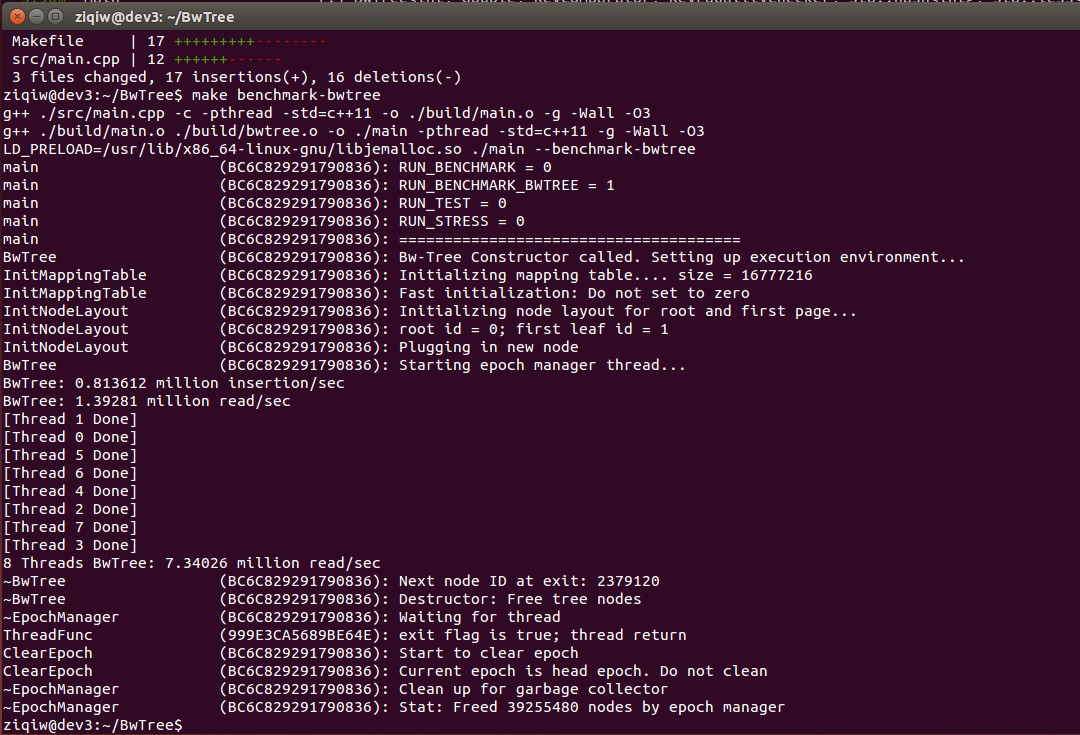 ziqiw@dev3: ~/BwTree
Makefile | 17 +++++++++--------
src/main.cpp | 12 ++++++------
3 files changed, 17 insertions(+), 16 deletions(-)
ziqiw@dev3:~/BwTree$ make benchmark-bwtree
g++ ./src/main.cpp -c -pthread -std=c++11 -o ./build/main.o -g -Wall -O3
g++ ./build/main.o ./build/bwtree.o -o ./main -pthread -std=c++11 -g -Wall -O3
LD_PRELOAD=/usr/lib/x86_64-linux-gnu/libjemalloc.so ./main --benchmark-bwtree
main (BC6C829291790836): RUN_BENCHMARK = 0
main (BC6C829291790836): RUN_BENCHMARK_BWTREE = 1
main (BC6C829291790836): RUN_TEST = 0
main (BC6C829291790836): RUN_STRESS = 0
main (BC6C829291790836): ======================================
BwTree (BC6C829291790836): Bw-Tree Constructor called. Setting up execution environment...
InitMappingTable (BC6C829291790836): Initializing mapping table.... size = 16777216
InitMappingTable (BC6C829291790836): Fast initialization: Do not set to zero
InitNodeLayout (BC6C829291790836): Initializing node layout for root and first page...
InitNodeLayout (BC6C829291790836): root id = 0; first leaf id = 1
InitNodeLayout (BC6C829291790836): Plugging in new node
BwTree (BC6C829291790836): Starting epoch manager thread...
BwTree: 0.813612 million insertion/sec
BwTree: 1.39281 million read/sec
[Thread 1 Done]
[Thread 0 Done]
[Thread 5 Done]
[Thread 6 Done]
[Thread 4 Done]
[Thread 2 Done]
[Thread 7 Done]
[Thread 3 Done]
8 Threads BwTree: 7.34026 million read/sec
~BwTree (BC6C829291790836): Next node ID at exit: 2379120
~BwTree (BC6C829291790836): Destructor: Free tree nodes
~EpochManager (BC6C829291790836): Waiting for thread
ThreadFunc (999E3CA5689BE64E): exit flag is true; thread return
ClearEpoch (BC6C829291790836): Start to clear epoch
ClearEpoch (BC6C829291790836): Current epoch is head epoch. Do not clean
~EpochManager (BC6C829291790836): Clean up for garbage collector
~EpochManager (BC6C829291790836): Stat: Freed 39255480 nodes by epoch manager
ziqiw@dev3:~/BwTree$